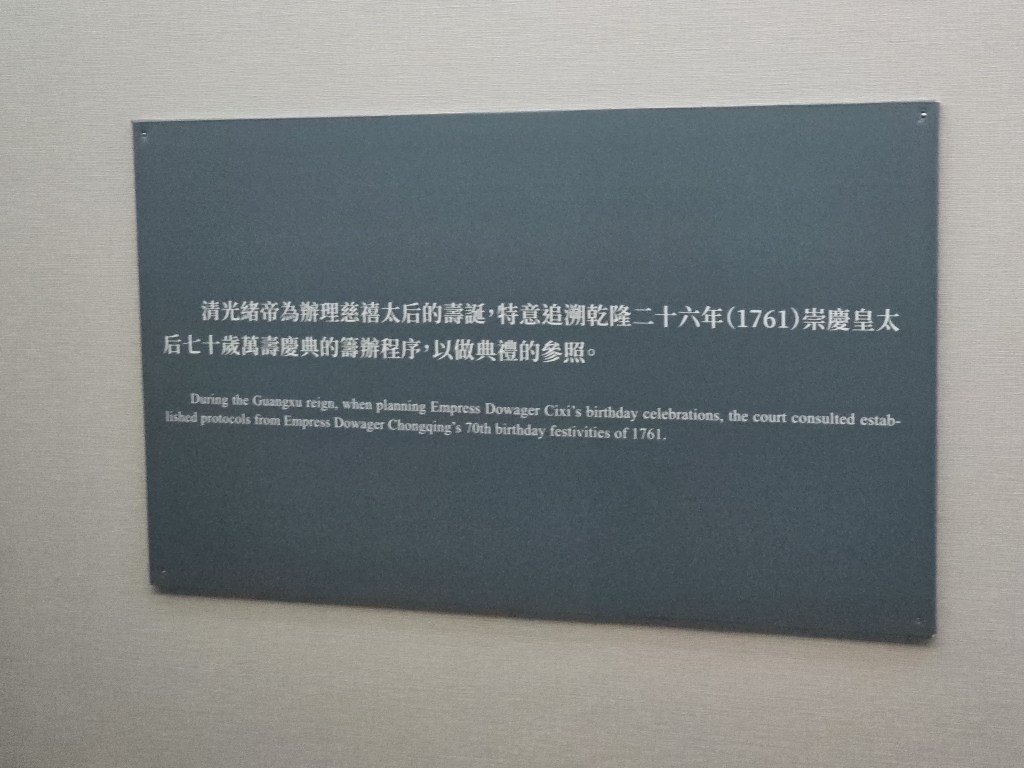 清光緒帝為辦理慈禧太后的壽誕，特意追溯乾隆二十六年（1761）崇慶皇太
后七十歲萬壽慶典的籌辦程序，以做典禮的參照。
During the Guangxu reign, when planning Empress Dowager Cixi's birthday celebrations, the court consulted estab-
lished protocols from Empress Dowager Chongqing's 70th birthday festivities of 1761.